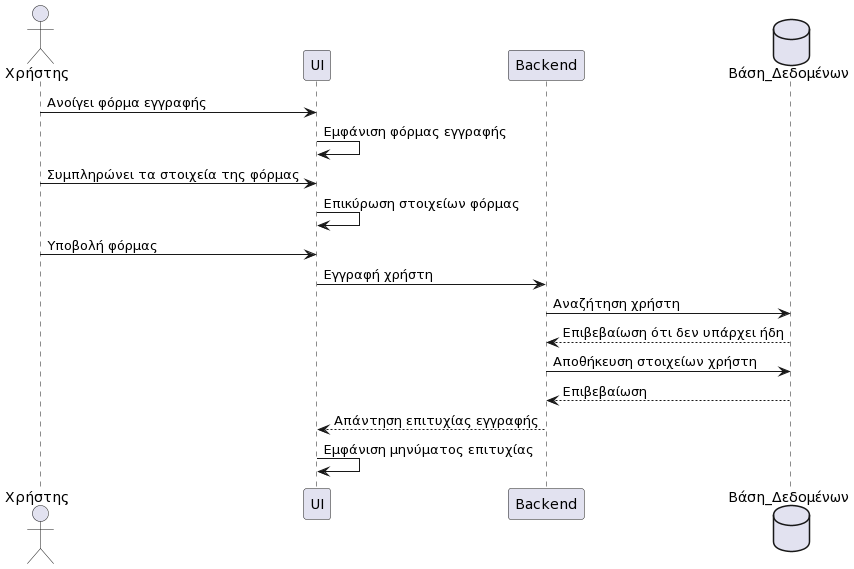 Χρήστης
UI
Backend
Βάση_Δεδομένων
Ανοίγει φόρμα εγγραφής
Εμφάνιση φόρμας εγγραφής
Συμπληρώνει τα στοιχεία της φόρμας
Επικύρωση στοιχείων φόρμας
Υποβολή φόρμας
Εγγραφή χρήστη
Αναζήτηση χρήστη
Επιβεβαίωση ότι δεν υπάρχει ήδη
Αποθήκευση στοιχείων χρήστη
Επιβεβαίωση
Απάντηση επιτυχίας εγγραφής
Εμφάνιση μηνύματος επιτυχίας
Χρήστης
UI
Backend
Βάση_Δεδομένων